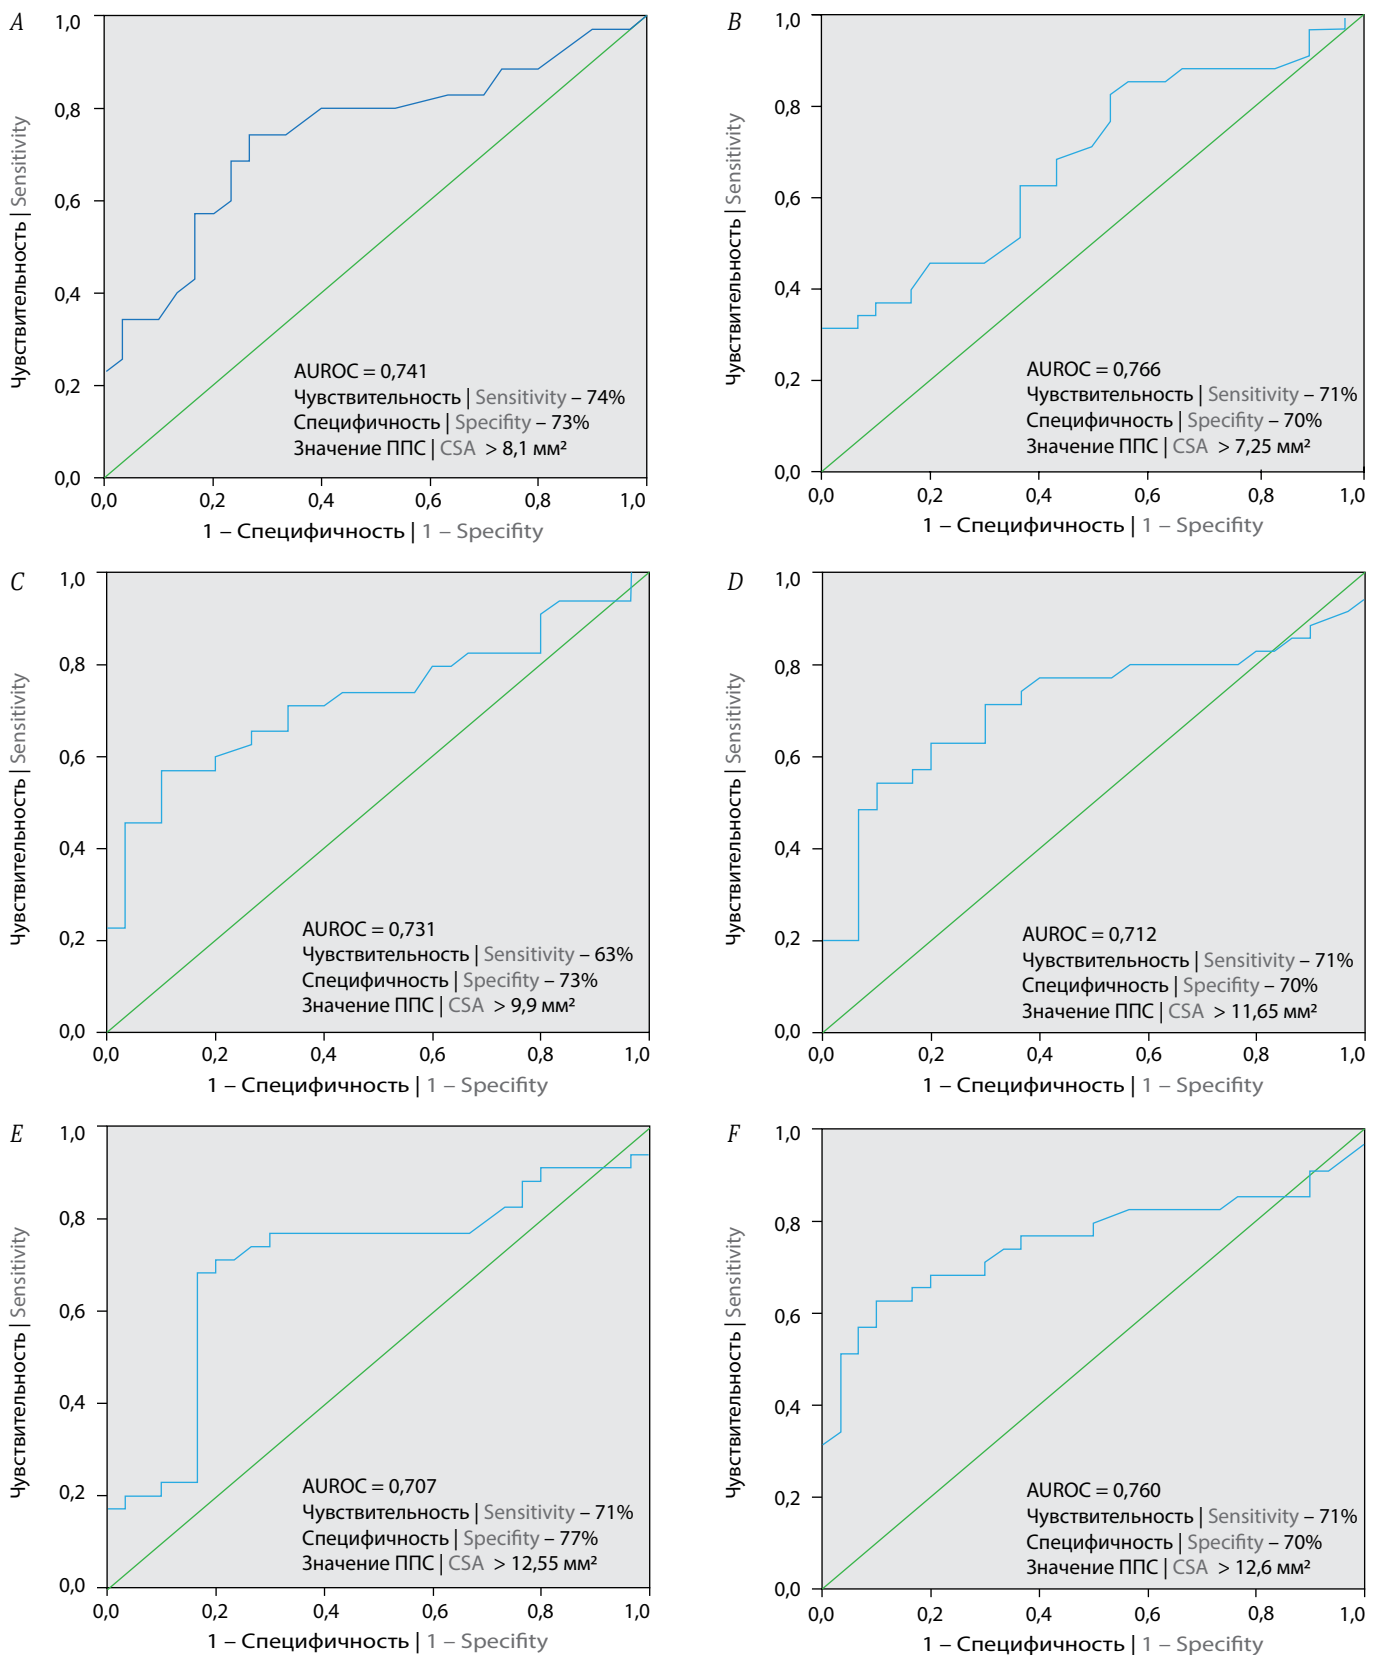 A
1,0
0,8
0,6
0,4
0,2
0,0
Чувствительность | Sensitivity
AUROC = 0,741
Чувствительность | Sensitivity – 74%
Специфичность | Specifity – 73%
Значение ППС | CSA > 8,1 мм²
0,0 0,2 0,4 0,6 0,8 1,0
1 – Специфичность | 1 – Specifity
B
1,0
0,8
0,6
0,4
0,2
0,0
Чувствительность | Sensitivity
AUROC = 0,766
Чувствительность | Sensitivity – 71%
Специфичность | Specifity – 70%
Значение ППС | CSA > 7,25 мм²
0,0 0,2 0,4 0,6 0,8 1,0
1 – Специфичность | 1 – Specifity
C
1,0
0,8
0,6
0,4
0,2
0,0
Чувствительность | Sensitivity
AUROC = 0,731
Чувствительность | Sensitivity – 63%
Специфичность | Specifity – 73%
Значение ППС | CSA > 9,9 мм²
0,0 0,2 0,4 0,6 0,8 1,0
1 – Специфичность | 1 – Specifity
D
1,0
0,8
0,6
0,4
0,2
0,0
Чувствительность | Sensitivity
AUROC = 0,712
Чувствительность | Sensitivity – 71%
Специфичность | Specifity – 70%
Значение ППС | CSA > 11,65 мм²
0,0 0,2 0,4 0,6 0,8 1,0
1 – Специфичность | 1 – Specifity
E
1,0
0,8
0,6
0,4
0,2
0,0
Чувствительность | Sensitivity
AUROC = 0,707
Чувствительность | Sensitivity – 71%
Специфичность | Specifity – 77%
Значение ППС | CSA > 12,55 мм²
0,0 0,2 0,4 0,6 0,8 1,0
1 – Специфичность | 1 – Specifity
F
1,0
0,8
0,6
0,4
0,2
0,0
Чувствительность | Sensitivity
AUROC = 0,760
Чувствительность | Sensitivity – 71%
Специфичность | Specifity – 70%
Значение ППС | CSA > 12,6 мм²
0,0 0,2 0,4 0,6 0,8 1,0
1 – Специфичность | 1 – Specifity